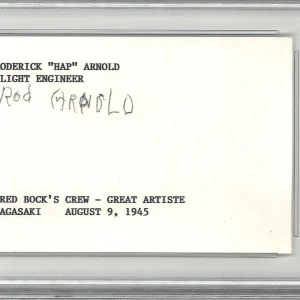 ODERICK "HAP" ARNOLD
LIGHT ENGINEER
Rod ARNOLD
RED BOCK'S CREW - GREAT ARTISTE
AGASAKI AUGUST 9, 1945